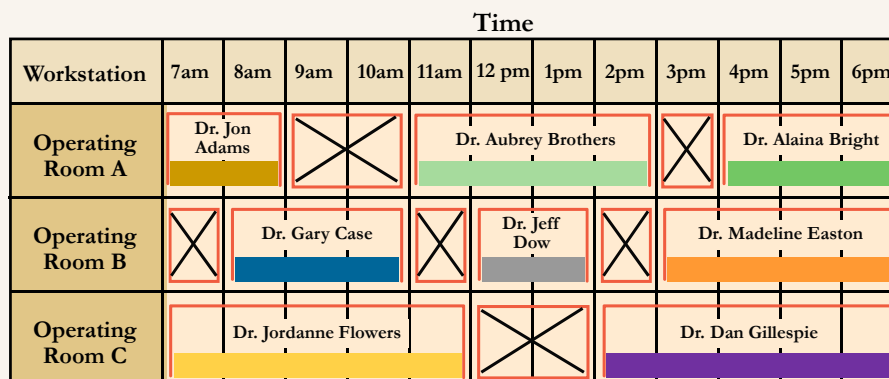 Time
Workstation 7am 8am 9am 10am 11am 12 pm 1pm 2pm 3pm 4pm 5pm 6pm
Operating
Room A
Dr. Jon
Adams
Dr. Aubrey Brothers
Dr. Alaina Bright
Operating
Room B
Dr. Gary Case
Dr. Jeff
Dow
Dr. Madeline Easton
Operating
Room C
Dr. Jordanne Flowers
Dr. Dan Gillespie